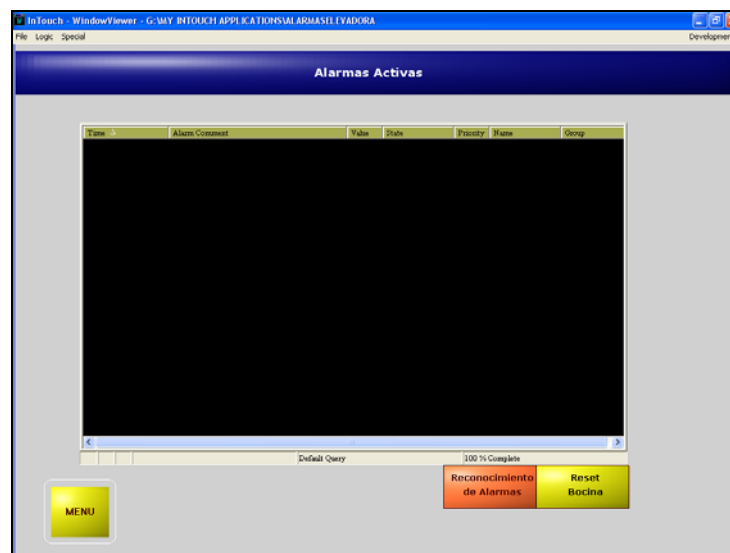 InTouch - WindowViewer - G:\MY INTOUCH APPLICATIONS\ALARMASELEVADORA
File Logic Special
Alarmas Activas
Time Alarm Comment Value State Priority Name Group
Default Query 100 % Complete
Reconocimiento
de Alarmas
Reset
Bocina
MENU